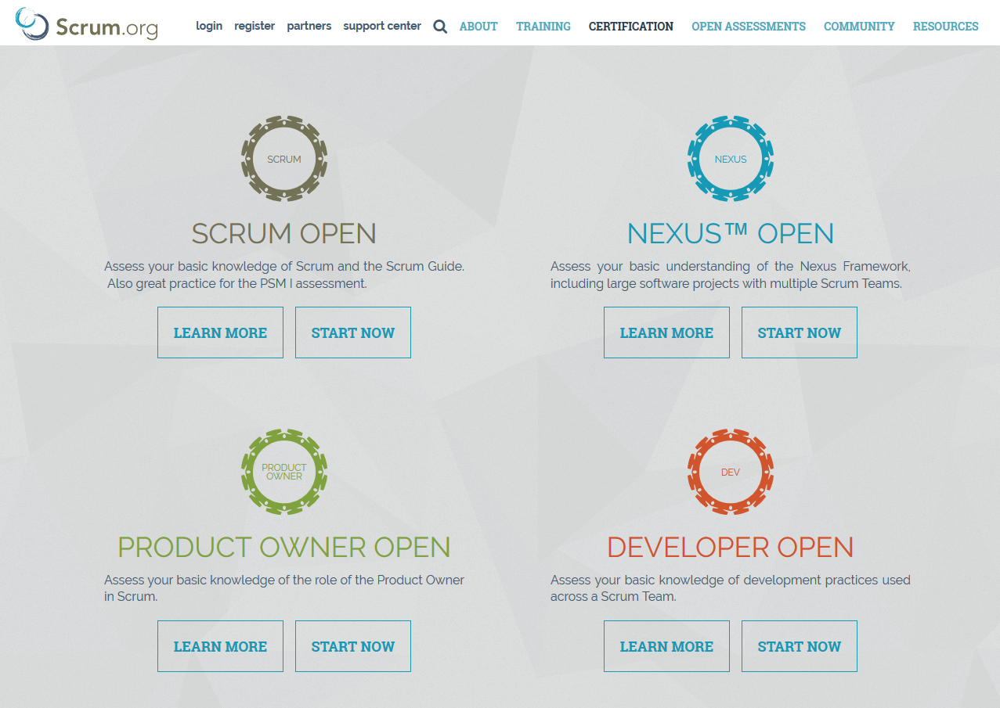 Scrum.org
login register partners support center ABOUT TRAINING CERTIFICATION OPEN ASSESSMENTS COMMUNITY RESOURCES
SCRUM
SCRUM OPEN
Assess your basic knowledge of Scrum and the Scrum Guide.
Also great practice for the PSM I assessment.
LEARN MORE START NOW
NEXUS
NEXUS™ OPEN
Assess your basic understanding of the Nexus Framework,
including large software projects with multiple Scrum Teams.
LEARN MORE START NOW
PRODUCT
OWNER
PRODUCT OWNER OPEN
Assess your basic knowledge of the role of the Product Owner
in Scrum.
LEARN MORE START NOW
DEV
DEVELOPER OPEN
Assess your basic knowledge of development practices used
across a Scrum Team.
LEARN MORE START NOW